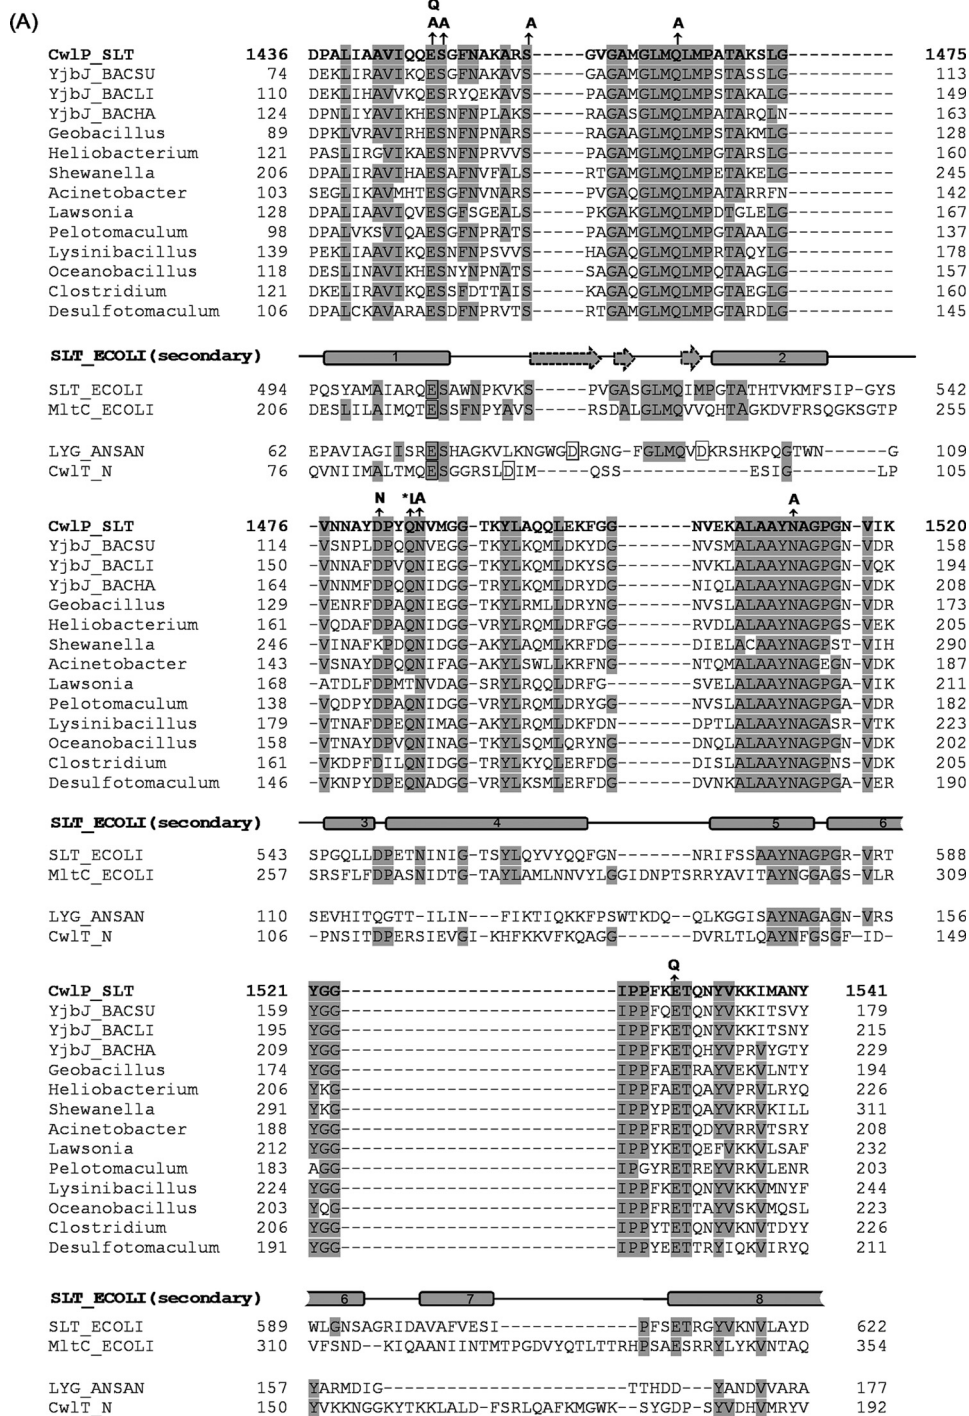 (A)
Q
AA A A
CwlP_SLT 1436 DPALIAAVIQQESGFNAKARS-----GVGAMGLMQLMPATAKSLG---------- 1475
YjbJ_BACSU 74 DEKLIHAVIKQESGFNAKAVS-----GAGAMGLMQLMPSTASSLG---------- 113
YjbJ_BACLI 110 DEKLIHAVVKQESRYQEKAVS-----PAGASGLMQLMPSTAKALG---------- 149
YjbJ_BACHA 124 DPNLIYAVIKHESNFNPLAKS-----RAGASGLMQLMPATARQLN---------- 163
Geobacillus 89 DPKLVRAVIRHESNFNPNARS-----RAGAAGLMQLMPSTAKMLG---------- 128
Heliobacterium 121 PASLIRGVIKAESNFNPRVVS-----PAGAMGLMQLMPGTARSLG---------- 160
Shewanella 206 DPALIRAVIHAESAFNVFALS-----RTGAMGLMQLMPETAKELG---------- 245
Acinetobacter 103 SEGLIKAVMHTESGFNVNARS-----PVGAQGLMQLMPATARRFN---------- 142
Lawsonia 128 DPALIAAVIQVESGFSGEALS-----PKGAKGLMQLMPDTGLELG---------- 167
Pelotomaculum 98 DPALVKSVIQAESGFNPRATS-----PAGAMGLMQLMPGTAAALG---------- 137
Lysinibacillus 139 PEKLIAAVIKQESNFNPSVVS-----HAGAQGLMQLMPRTAQYLG---------- 178
Oceanobacillus 118 DESLINAVIKHESNYNPNATS-----SAGAQGLMQLMPQTAAGLG---------- 157
Clostridium 121 DKELIRAVIKQESSFDTTAIS-----KAGAQGLMQLMPGTAEGLG---------- 160
Desulfotomaculum 106 DPALCKAVARAESDFNPRVTS-----RTGAMGLMQLMPGTARDLG---------- 145
SLT_ECOLI(secondary) 1 2
SLT_ECOLI 494 PQSYAMAIARQESAWNPKVKS-----PVGASGLMQIMPGTATHTVKMFSIP-GYS 542
MltC_ECOLI 206 DESLILAIMQTESSFNPYAVS-----RSDALGLMQVVQHTAGKDVFRSQGKSGTP 255
LYG_ANSAN 62 EPAVIAGIISRESHAGKVLKNGWGDRGNG-FGLMQVDKRSHKPQGTWN------G 109
CwlT_N 76 QVNIIMALTMQESGGRSLDIM-----QSS------------ESIG--------LP 105
N *LA A
CwlP_SLT 1476 -VNNAYDPYQNVMGG-TKYLAQQLEKFGG--------NVEKALAAYNAGPGN-VIK 1520
YjbJ_BACSU 114 -VSNPLDPQQNVEGG-TKYLKQMLDKYDG--------NVSMALAAYNAGPGN-VDR 158
YjbJ_BACLI 150 -VNNAFDPVQNIEGG-TKYLKQMLDKYSG--------NVKLALAAYNAGPGN-VQK 194
YjbJ_BACHA 164 -VNNMFDPQQNIDGG-TKYLRQMLDRYDG--------NIQLALAAYNAGPGN-VDK 208
Geobacillus 129 -VENRFDPAQNIEGG-TKYLRMLLDRYNG--------NVSLALAAYNAGPGN-VDR 173
Heliobacterium 161 -VQDAFDPAQNIDGG-VRYLRQMLDRFGG--------RVDLALAAYNAGPGS-VEK 205
Shewanella 246 -VINAFKPDQNIDGG-AKYLAQMLKRFDG--------DIELACAAYNAGPST-VIH 290
Acinetobacter 143 -VSNAYDPQQNIFAG-AKYLSWLLKRFNG--------NTQMALAAYNAGEGN-VDK 187
Lawsonia 168 -ATDLFDPMTNVDAG-SRYLRQQLDRFG---------SVELALAAYNAGPGA-VIK 211
Pelotomaculum 138 -VQDPYDPAQNIDGG-VRYLRQMLDRYGG--------DVRLALAAYNAGPGA-VDR 182
Lysinibacillus 179 -VTNAFDPEQNIMAG-AKYLRQMLDKFDN--------DPTLALAAYNAGASR-VTK 223
Oceanobacillus 158 -VTNAYDPVQNINAG-TKYLSQMLQRYNG--------DNQLALAAYNAGPGN-VDK 202
Clostridium 161 -VKDPFDILQNIDGG-TKYLKYQLERFDG--------DISLALAAYNAGPNS-VDK 205
Desulfotomaculum 146 -VKNPYDPEQNADGG-VRYLKSMLERFDG--------DVNKALAAYNAGPGA-VER 190
SLT_ECOLI(secondary) 3 4 5 6
SLT_ECOLI 543 SPGQLLDPETNINIG-TSYLQYVYQQFGN--------NRIFSSAAYNAGPGR-VRT 588
MltC_ECOLI 257 SRSFLFDPASNIDTG-TAYLAMLNNVYLGGIDNPTSRRYAVITAYNGGAGS-VLR 309
LYG_ANSAN 110 SEVHITQGTT-ILIN---FIKTIQKKFPSWTKDQ--QLKGGISAYNAGAGN-VRS 156
CwlT_N 106 -PNSITDPERSIEVGI-KHFKKVFKQAGG-------DVRLTLQAYNFGSGF-ID- 149
Q
CwlP_SLT 1521 YGG--------------------------IPPFKETQNYVKKIMANY 1541
YjbJ_BACSU 159 YGG--------------------------IPPFQETQNYVKKITSVY 179
YjbJ_BACLI 195 YGG--------------------------IPPFKETQNYVKKITSNY 215
YjbJ_BACHA 209 YGG--------------------------IPPFKETQHYVPRVYGTY 229
Geobacillus 174 YGG--------------------------IPPFAETRAYVEKVLNTY 194
Heliobacterium 206 YKG--------------------------IPPFAETQAYVPRVLRYQ 226
Shewanella 291 YKG--------------------------IPPYPETQAYVKRVKILL 311
Acinetobacter 188 YGG--------------------------IPPFRETQDYVRRVTSRY 208
Lawsonia 212 YGG--------------------------IPPYKETQEFVKKVLSAF 232
Pelotomaculum 183 AGG--------------------------IPGYRETREYVRKVLENR 203
Lysinibacillus 224 YGG--------------------------IPPFKETQNYVKKVMNYF 244
Oceanobacillus 203 YQG--------------------------IPPFRETTAYVSKVMQSL 223
Clostridium 206 YGG--------------------------IPPYTETQNYVKNVTDYY 226
Desulfotomaculum 191 YGG--------------------------IPPYEETTRYIQKVIRYQ 211
SLT_ECOLI(secondary) 6 7 8
SLT_ECOLI 589 WLGNSAGRIDAVAFVESI-------------PFSETRGYVKNVLAYD 622
MltC_ECOLI 310 VFSND--KIQAANIINTMTPGDVYQTLTTRHPSAESRRYLYKVNTAQ 354
LYG_ANSAN 157 YARMDIG-----------------------TTHDD--YANDVVARA 177
CwlT_N 150 YVKKNGGKYTKKLALD-FSRLQAFKMGWK---SYGDP-SYVDHVMRYV 192